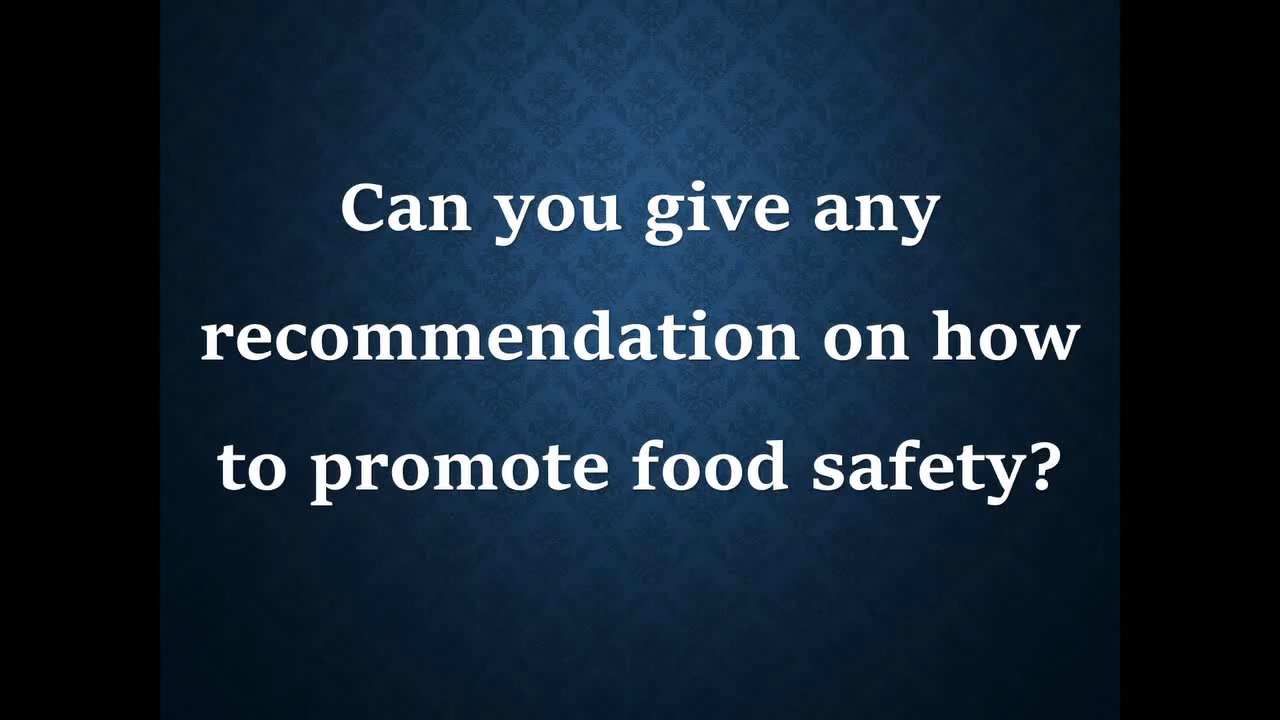 Can you give any
recommendation on how
to promote food safety?